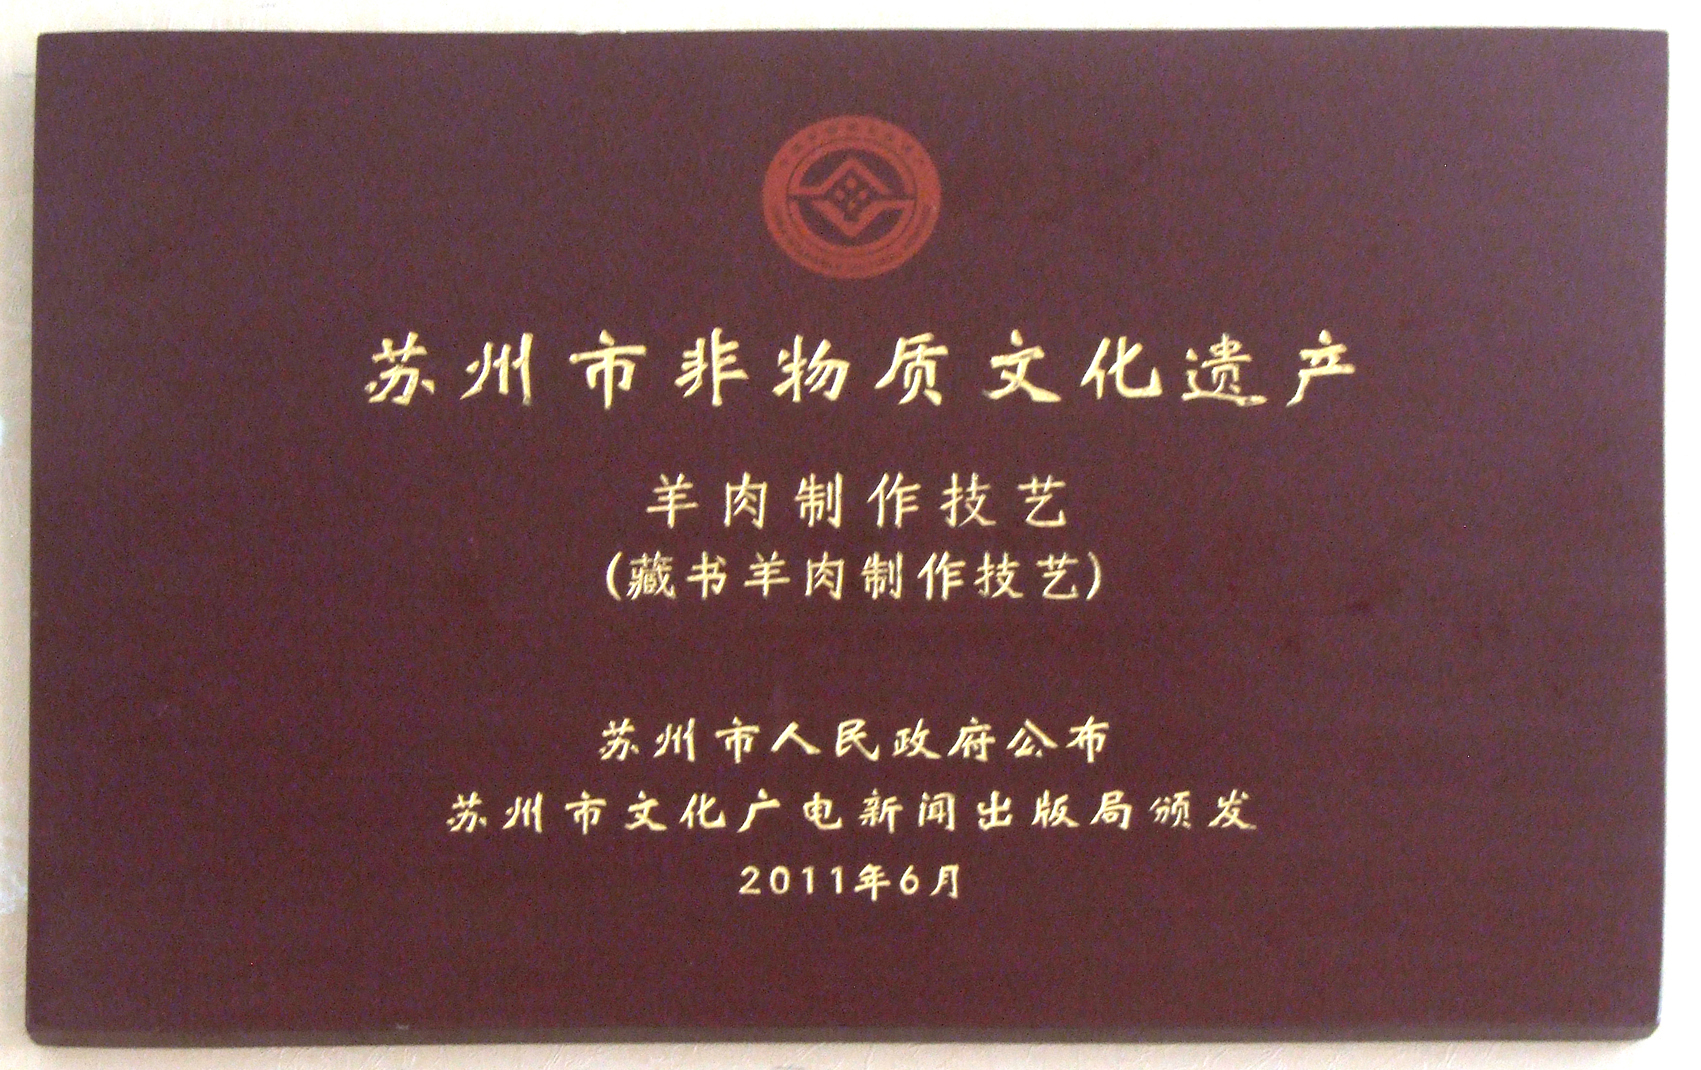 苏州市非物质文化遗产
羊肉制作技艺
(藏书羊肉制作技艺)
苏州市人民政府公布
苏州市文化广电新闻出版局颁发
2011年6月